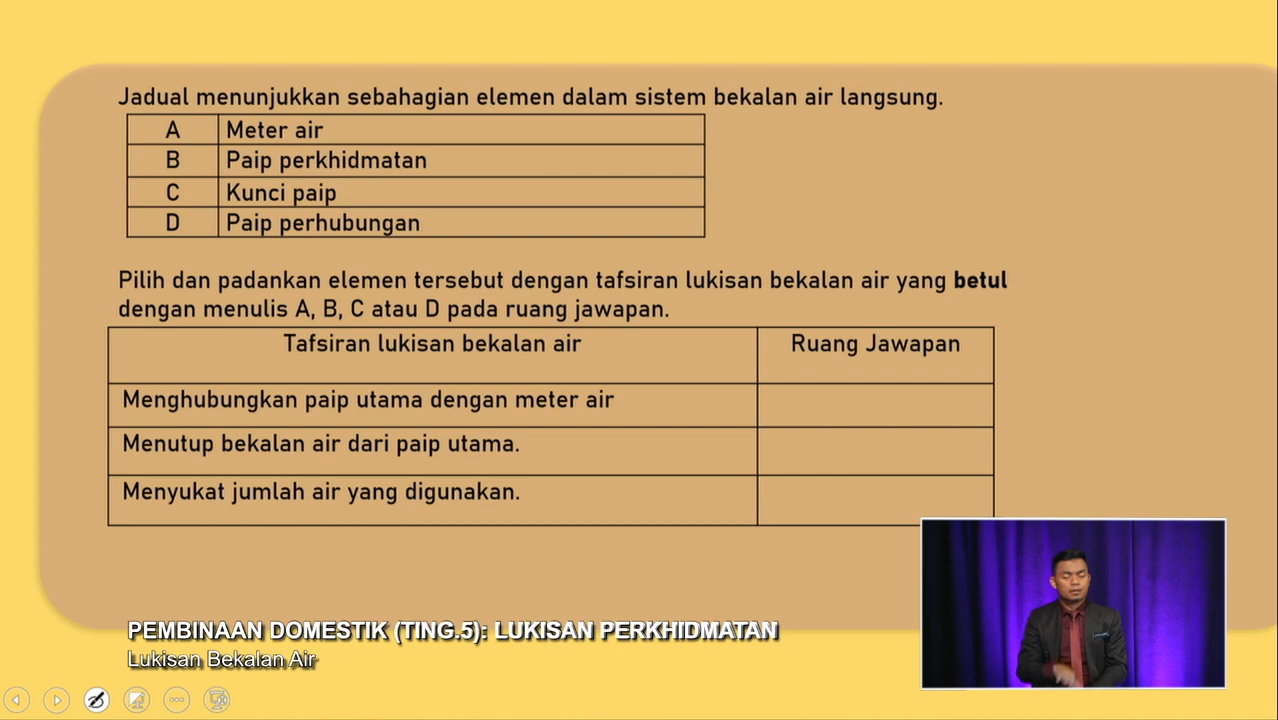 Jadual menunjukkan sebahagian elemen dalam sistem bekalan air langsung.
A Meter air
B Paip perkhidmatan
C Kunci paip
D Paip perhubungan
Pilih dan padankan elemen tersebut dengan tafsiran lukisan bekalan air yang betul
dengan menulis A, B, C atau D pada ruang jawapan.
Tafsiran lukisan bekalan air Ruang Jawapan
Menghubungkan paip utama dengan meter air
Menutup bekalan air dari paip utama.
Menyukat jumlah air yang digunakan.
PEMBINAAN DOMESTIK (TING.5): LUKISAN PERKHIDMATAN
Lukisan Bekalan Air